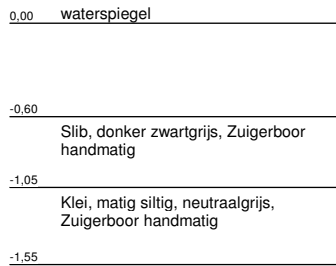 0,00 waterspiegel
-0,60
Slib, donker zwartgrijs, Zuigerboor
handmatig
-1,05
Klei, matig siltig, neutraalgrijs,
Zuigerboor handmatig
-1,55